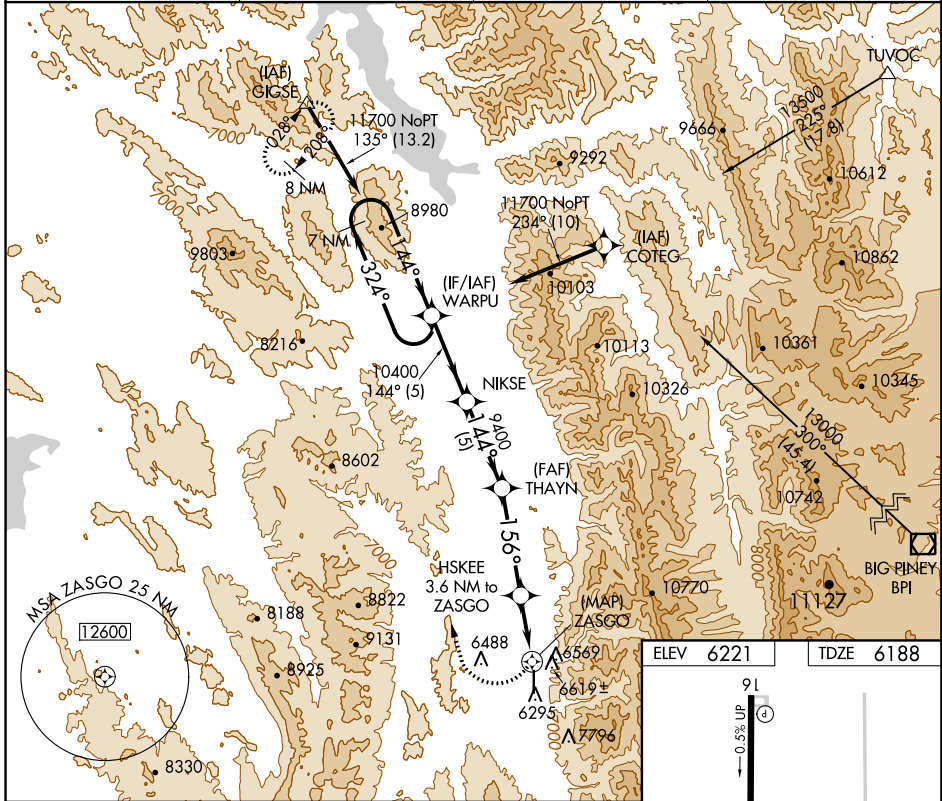 (IAF)
GIGSE
028°
208°
8 NM
11700 NoPT
135° (13.2)
7000
TUVOC
13500
225°
(17.8)
9666
10612
9292
8980
7 NM
144°
324°
11700 NoPT
234° (10)
(IAF)
COTEG
10103
9803
10862
(IF/IAF)
WARPU
8216
10400
144° (5)
NIKSE
10113
10361
10326
10345
13000
300°
(45.4)
144°
9400
(5)
8602
(FAF)
THAYN
10742
156°
7000
BIG PINEY
BPI
HSKEE
3.6 NM to
ZASGO
(MAP)
ZASGO
10770
11127
MSA ZASGO 25 NM
12600
8188
8822
9131
8925
6488
6569
6619±
6295
7796
8330
7000
ELEV 6221
TDZE 6188
16
0.5% UP
P